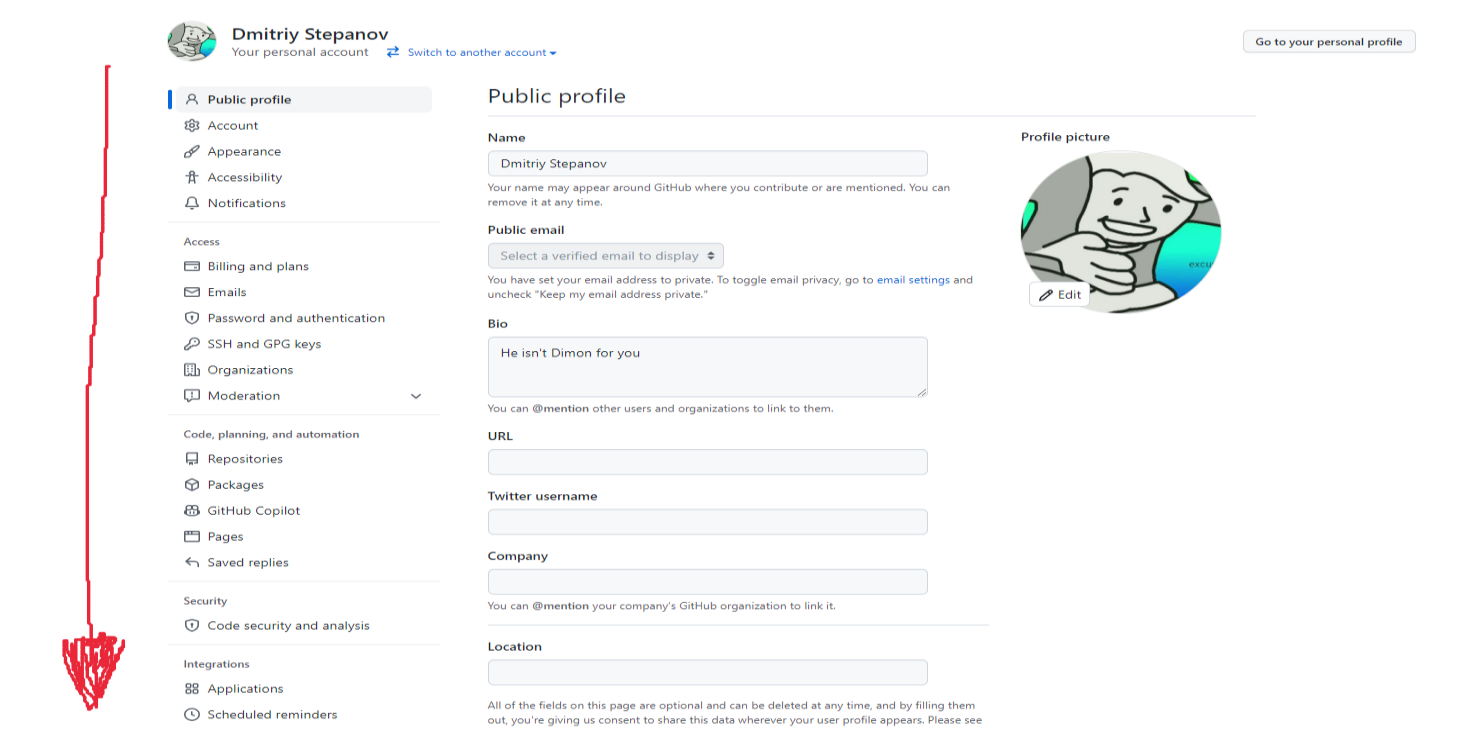 Dmitriy Stepanov
Your personal account Switch to another account
Go to your personal profile
Public profile
Account
Appearance
Accessibility
Notifications
Access
Billing and plans
Emails
Password and authentication
SSH and GPG keys
Organizations
Moderation
Code, planning, and automation
Repositories
Packages
GitHub Copilot
Pages
Saved replies
Security
Code security and analysis
Integrations
Applications
Scheduled reminders
Public profile
Name
Dmitriy Stepanov
Your name may appear around GitHub where you contribute or are mentioned. You can
remove it at any time.
Public email
Select a verified email to display
You have set your email address to private. To toggle email privacy, go to email settings and
uncheck "Keep my email address private."
Bio
He isn't Dimon for you
You can @mention other users and organizations to link to them.
URL
Twitter username
Company
You can @mention your company's GitHub organization to link it.
Location
All of the fields on this page are optional and can be deleted at any time, and by filling them
out, you're giving us consent to share this data wherever your user profile appears. Please see
Profile picture
excu
Edit